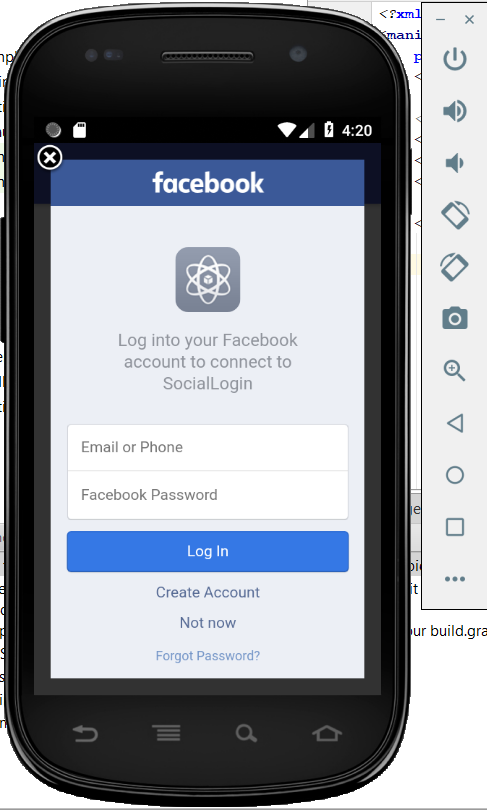 <?xml
4:20
facebook
Log into your Facebook
account to connect to
SocialLogin
Email or Phone
Facebook Password
Log In
Create Account
Not now
Forgot Password?
our build.gra